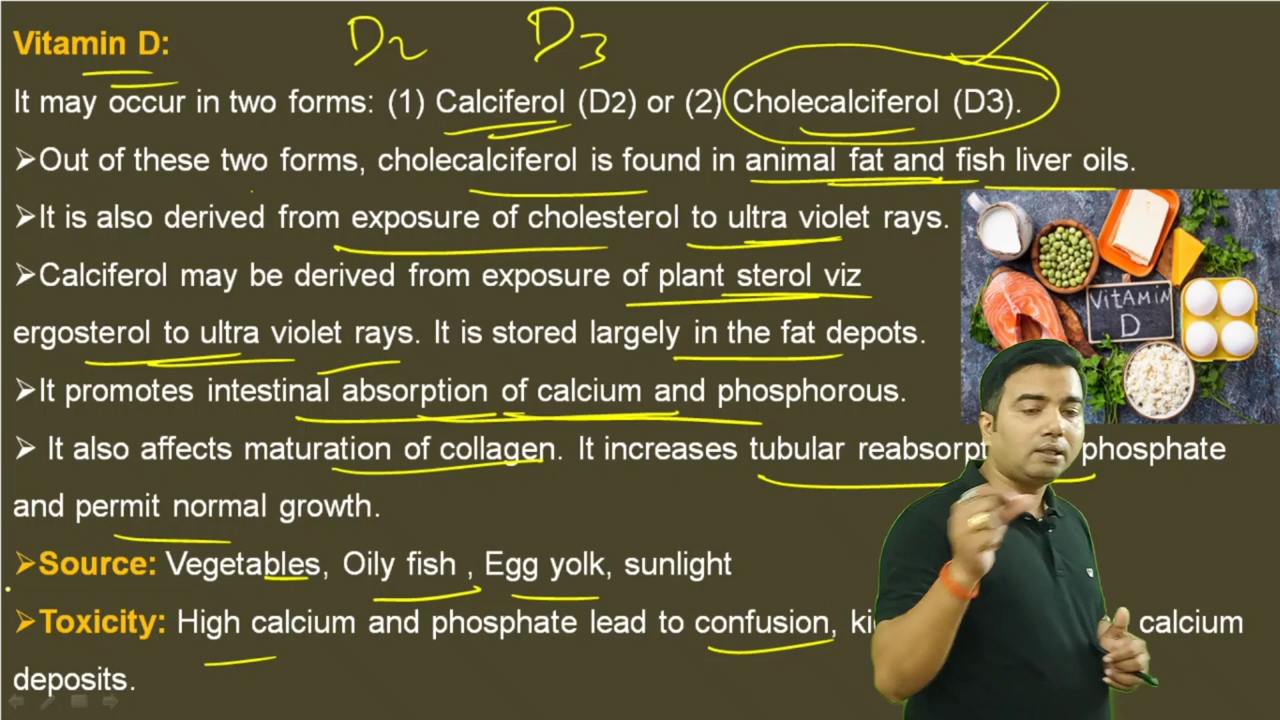 D2 D3
Vitamin D:
It may occur in two forms: (1) Calciferol (D2) or (2) Cholecalciferol (D3).
➢Out of these two forms, cholecalciferol is found in animal fat and fish liver oils.
➢It is also derived from exposure of cholesterol to ultra violet rays.
➢Calciferol may be derived from exposure of plant sterol viz
ergosterol to ultra violet rays. It is stored largely in the fat depots.
VITAMIN
D
➢It promotes intestinal absorption of calcium and phosphorous.
➢ It also affects maturation of collagen. It increases tubular phosphate
and permit normal growth.
➢Source: Vegetables, Oily fish , Egg yolk, sunlight
➢Toxicity: High calcium and phosphate lead to confusion, calcium
deposits.